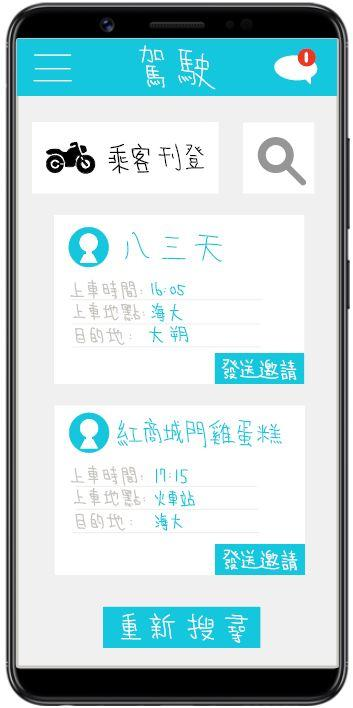 駕駛
0
乘客刊登
八三天
上車時間: 16:05
上車地點: 海大
目的地: 大朔
發送邀請
紅商城門雞蛋糕
上車時間: 17:15
上車地點: 火車站
目的地: 海大
發送邀請
重新搜尋